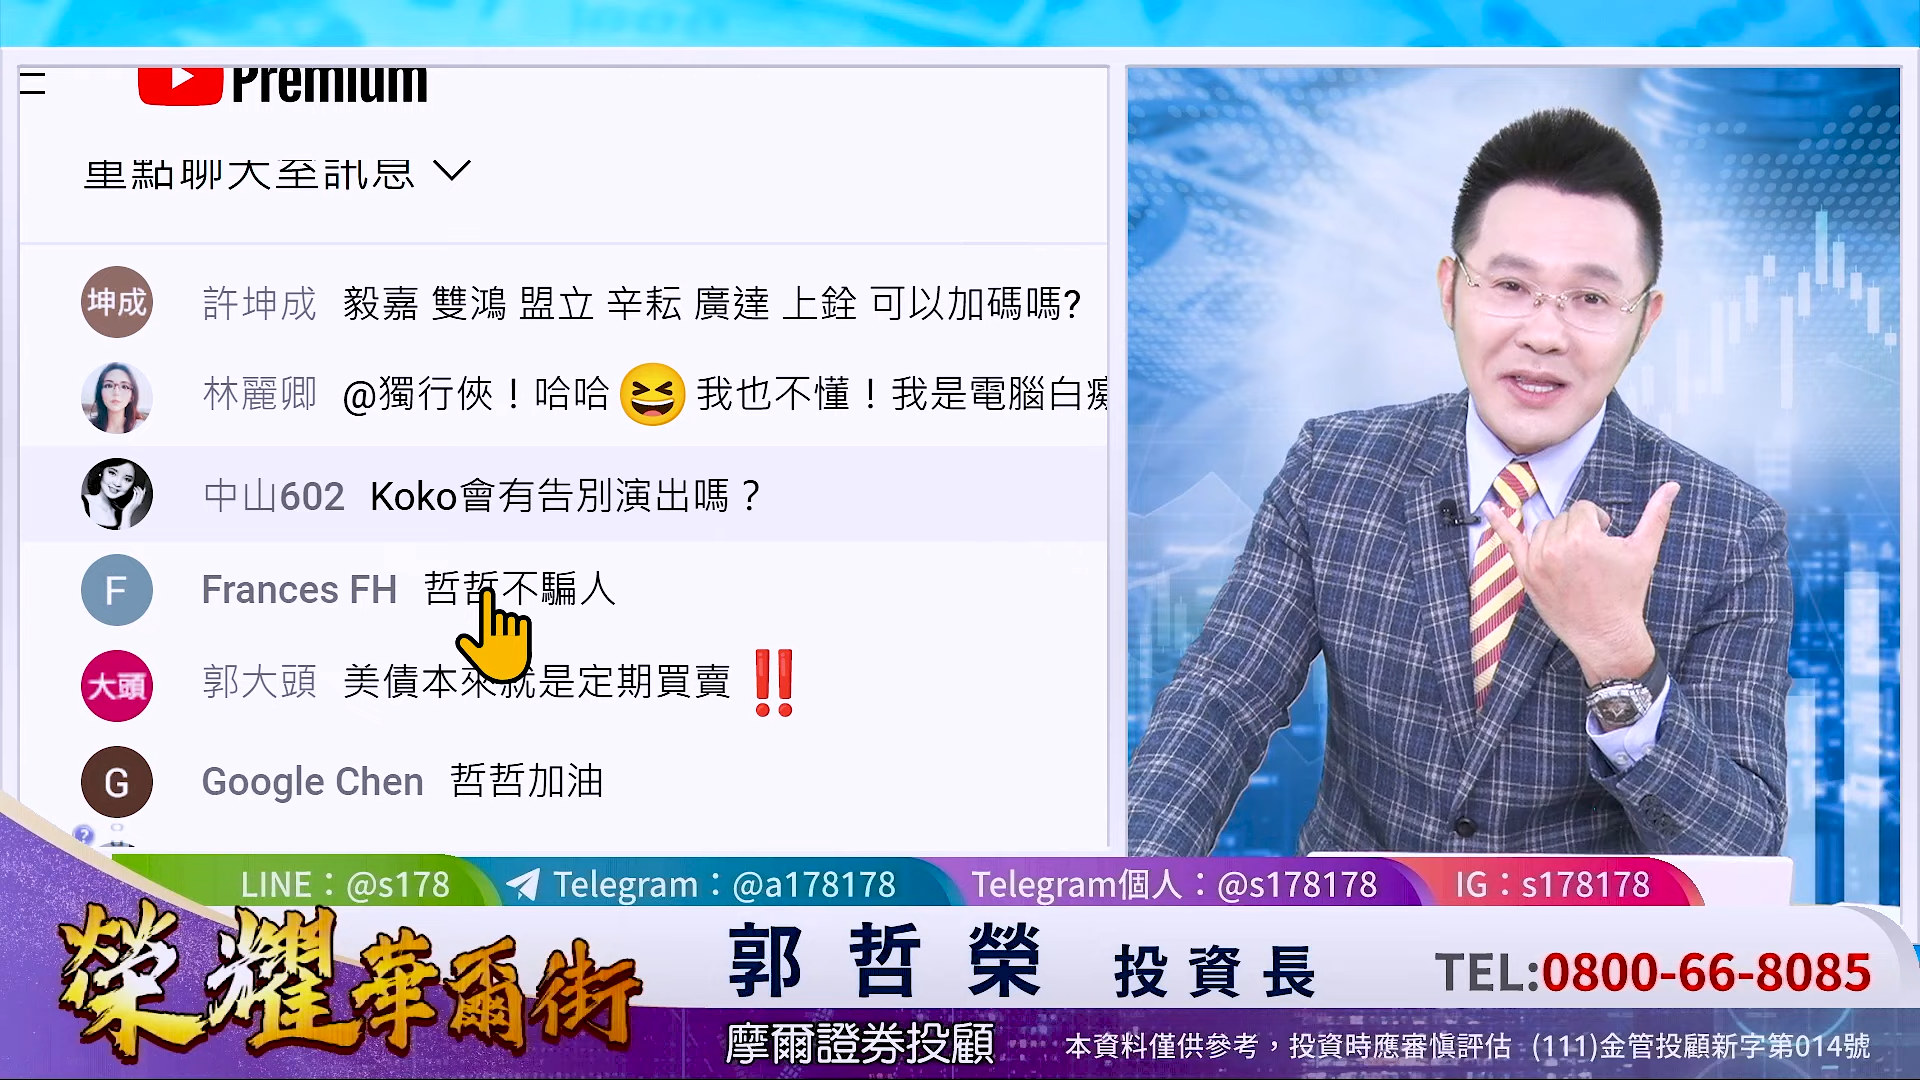 Premium
重點聊天室訊息
坤成 許坤成 毅嘉 雙鴻 盟立 辛耘 廣達 上銓 可以加碼嗎?
林麗卿 @獨行俠！哈哈😆我也不懂！我是電腦白癡
中山602 Koko會有告別演出嗎？
F Frances FH 哲哲不騙人
大頭 郭大頭 美債本來就是定期買賣‼️
G Google Chen 哲哲加油
LINE：@s178 Telegram：@a178178 Telegram個人：@s178178 IG：s178178
榮耀華爾街
郭哲榮 投資長 TEL:0800-66-8085
摩爾證券投顧 本資料僅供參考，投資時應審慎評估 (111)金管投顧新字第014號